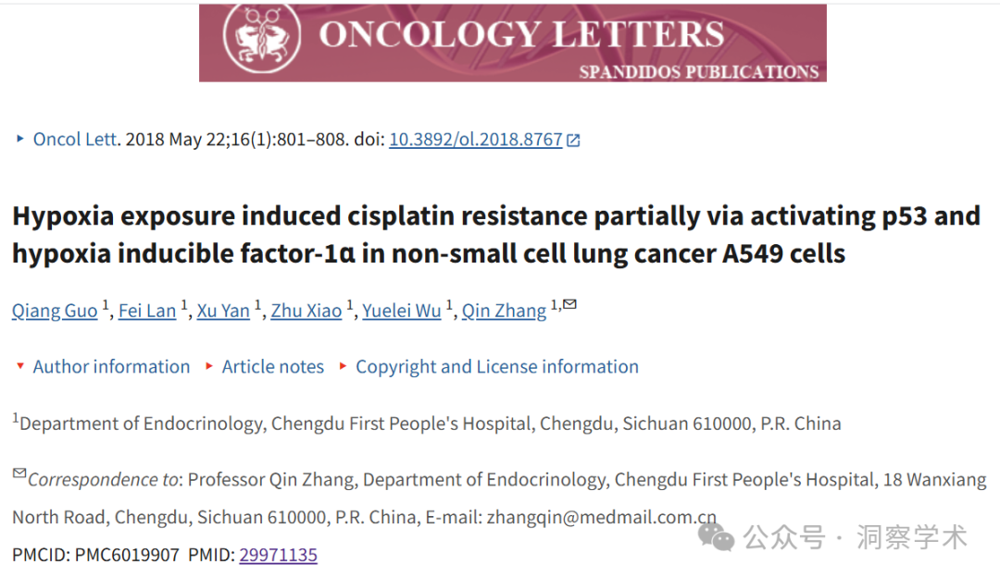 ONCOLOGY LETTERS
SPANDIDOS PUBLICATIONS
Oncol Lett. 2018 May 22;16(1):801–808. doi: 10.3892/ol.2018.8767
Hypoxia exposure induced cisplatin resistance partially via activating p53 and
hypoxia inducible factor-1α in non-small cell lung cancer A549 cells
Qiang Guo 1, Fei Lan 1, Xu Yan 1, Zhu Xiao 1, Yuelei Wu 1, Qin Zhang 1,✉
Author information Article notes Copyright and License information
1Department of Endocrinology, Chengdu First People's Hospital, Chengdu, Sichuan 610000, P.R. China
✉Correspondence to: Professor Qin Zhang, Department of Endocrinology, Chengdu First People's Hospital, 18 Wanxiang
North Road, Chengdu, Sichuan 610000, P.R. China, E-mail: zhangqin@medmail.com.cn
公众号 · 洞察学术
PMCID: PMC6019907 PMID: 29971135